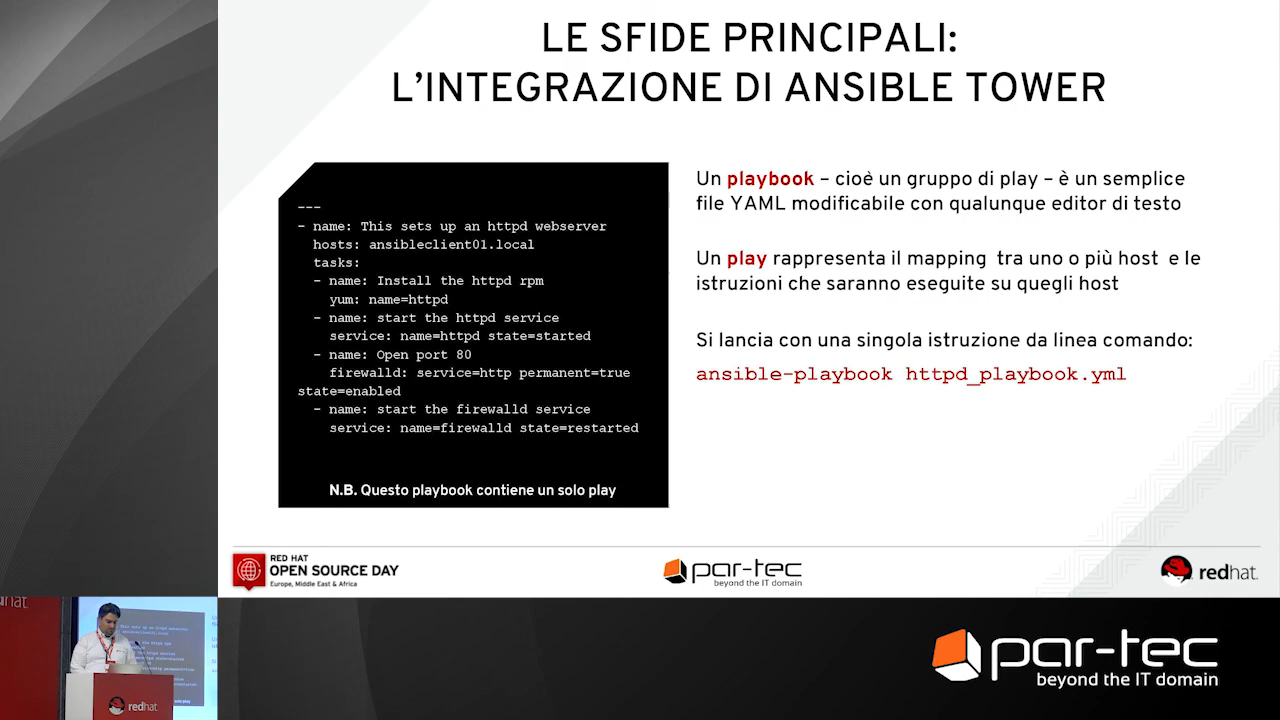 LE SFIDE PRINCIPALI:
L’INTEGRAZIONE DI ANSIBLE TOWER
---
- name: This sets up an httpd webserver
hosts: ansibleclient01.local
tasks:
- name: Install the httpd rpm
yum: name=httpd
- name: start the httpd service
service: name=httpd state=started
- name: Open port 80
firewalld: service=http permanent=true
state=enabled
- name: start the firewalld service
service: name=firewalld state=restarted
N.B. Questo playbook contiene un solo play
Un playbook – cioè un gruppo di play – è un semplice
file YAML modificabile con qualunque editor di testo
Un play rappresenta il mapping tra uno o più host e le
istruzioni che saranno eseguite su quegli host
Si lancia con una singola istruzione da linea comando:
ansible-playbook httpd_playbook.yml
RED HAT
OPEN SOURCE DAY
Europe, Middle East & Africa
par-tec
beyond the IT domain
redhat.
redhat.
par-tec
beyond the IT domain